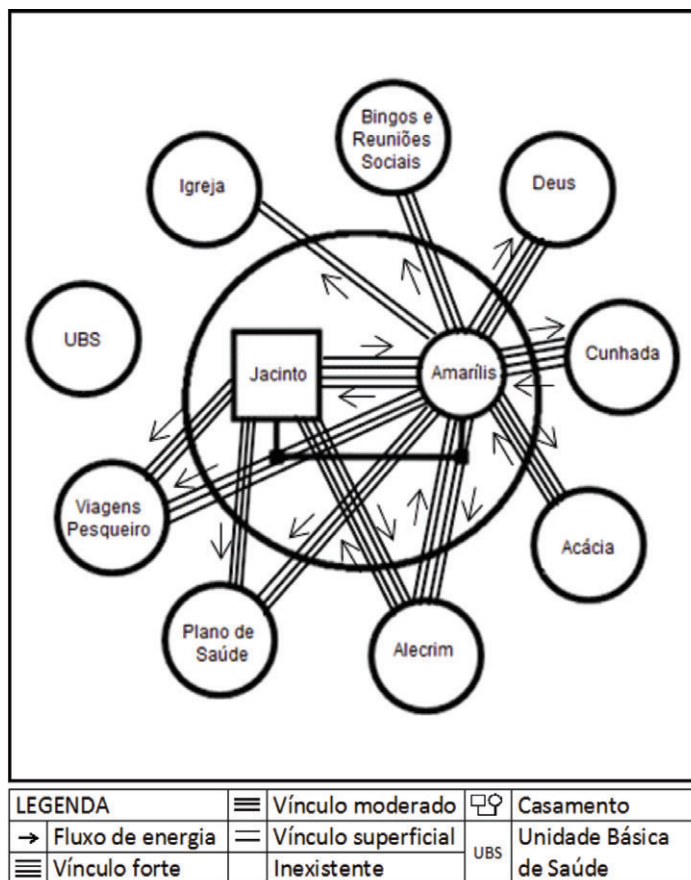 Bingos e
Reuniões
Sociais
Igreja
Deus
UBS
Cunhada
Jacinto
Amarílis
Viagens
Pesqueiro
Acácia
Plano de
Saúde
Alecrim
LEGENDA
Vínculo moderado
Casamento
Fluxo de energia
Vínculo superficial
UBS
Unidade Básica
de Saúde
Vínculo forte
Inexistente